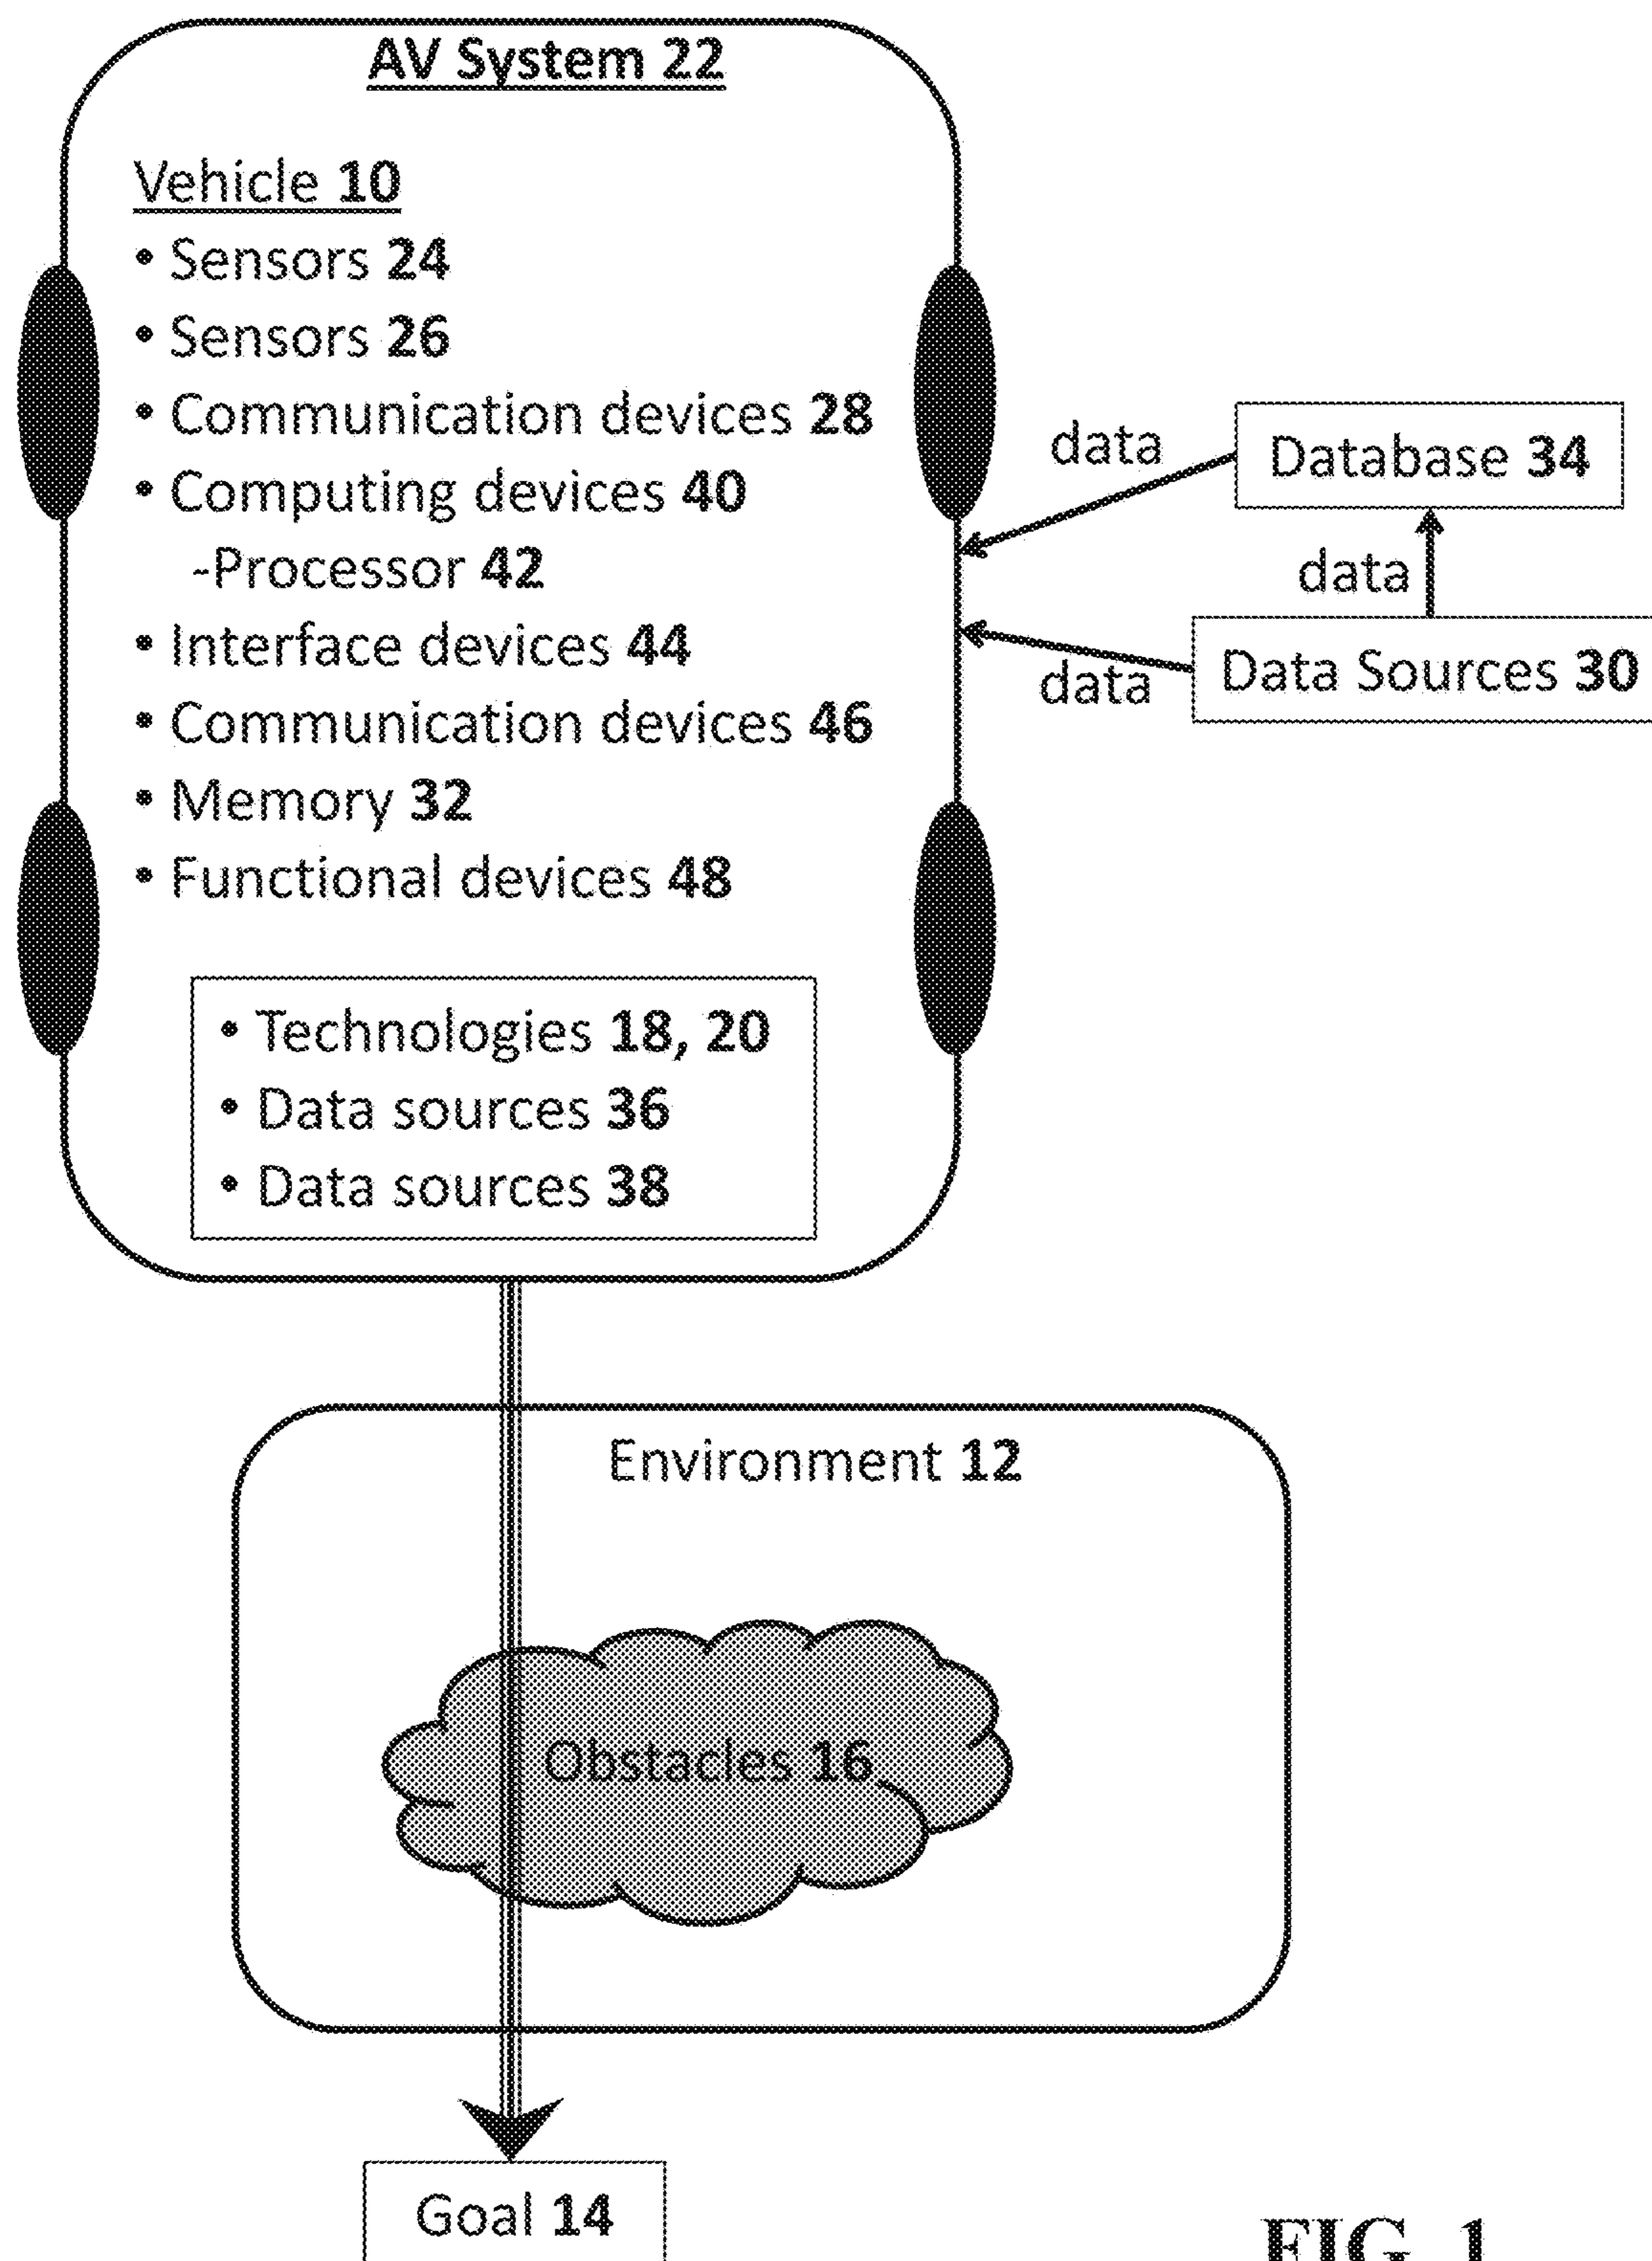 AV System 22
Vehicle 10
• Sensors 24
• Sensors 26
• Communication devices 28
• Computing devices 40
-Processor 42
• Interface devices 44
• Communication devices 46
• Memory 32
• Functional devices 48
• Technologies 18, 20
• Data sources 36
• Data sources 38
data
Database 34
data
data
Data Sources 30
Environment 12
Obstacles 16
Goal 14
FIG. 1